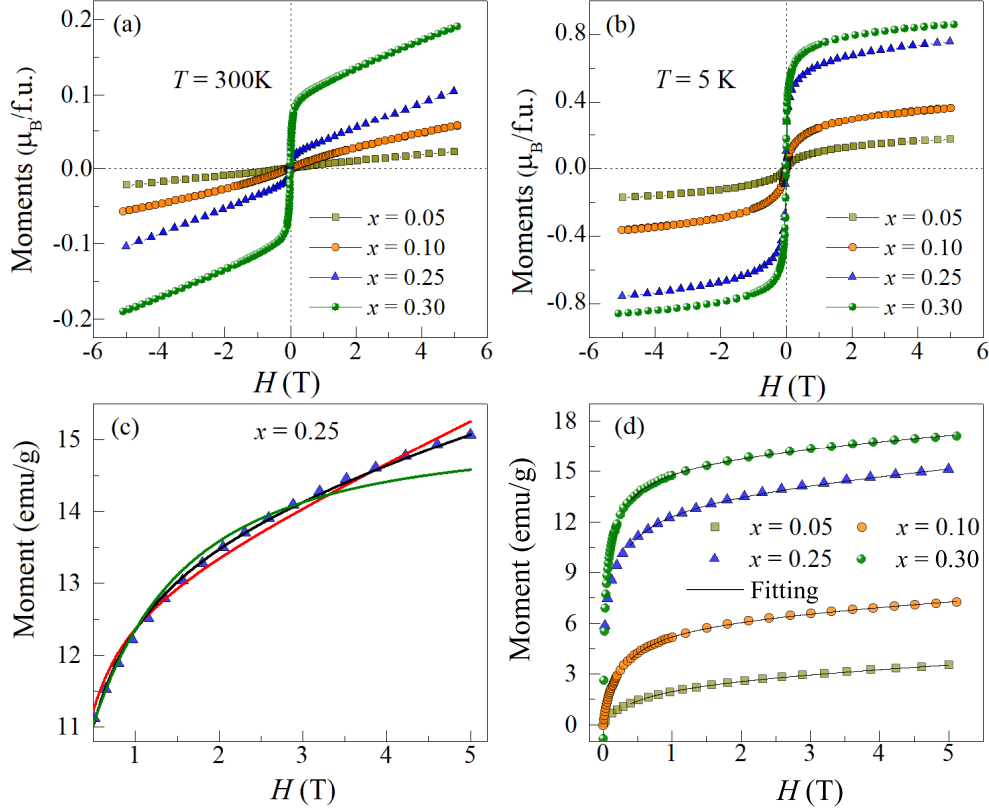 (a)
T = 300K
Moments (μB/f.u.)
0.2
0.1
0.0
-0.1
-0.2
x = 0.05
x = 0.10
x = 0.25
x = 0.30
-6 -4 -2 0 2 4 6
H (T)
(b)
T = 5 K
Moments (μB/f.u.)
0.8
0.4
0.0
-0.4
-0.8
x = 0.05
x = 0.10
x = 0.25
x = 0.30
-6 -4 -2 0 2 4 6
H (T)
(c)
x = 0.25
Moment (emu/g)
15
14
13
12
11
1 2 3 4 5
H (T)
(d)
Moment (emu/g)
18
15
12
9
6
3
0
x = 0.05 x = 0.10
x = 0.25 x = 0.30
Fitting
0 1 2 3 4 5
H (T)